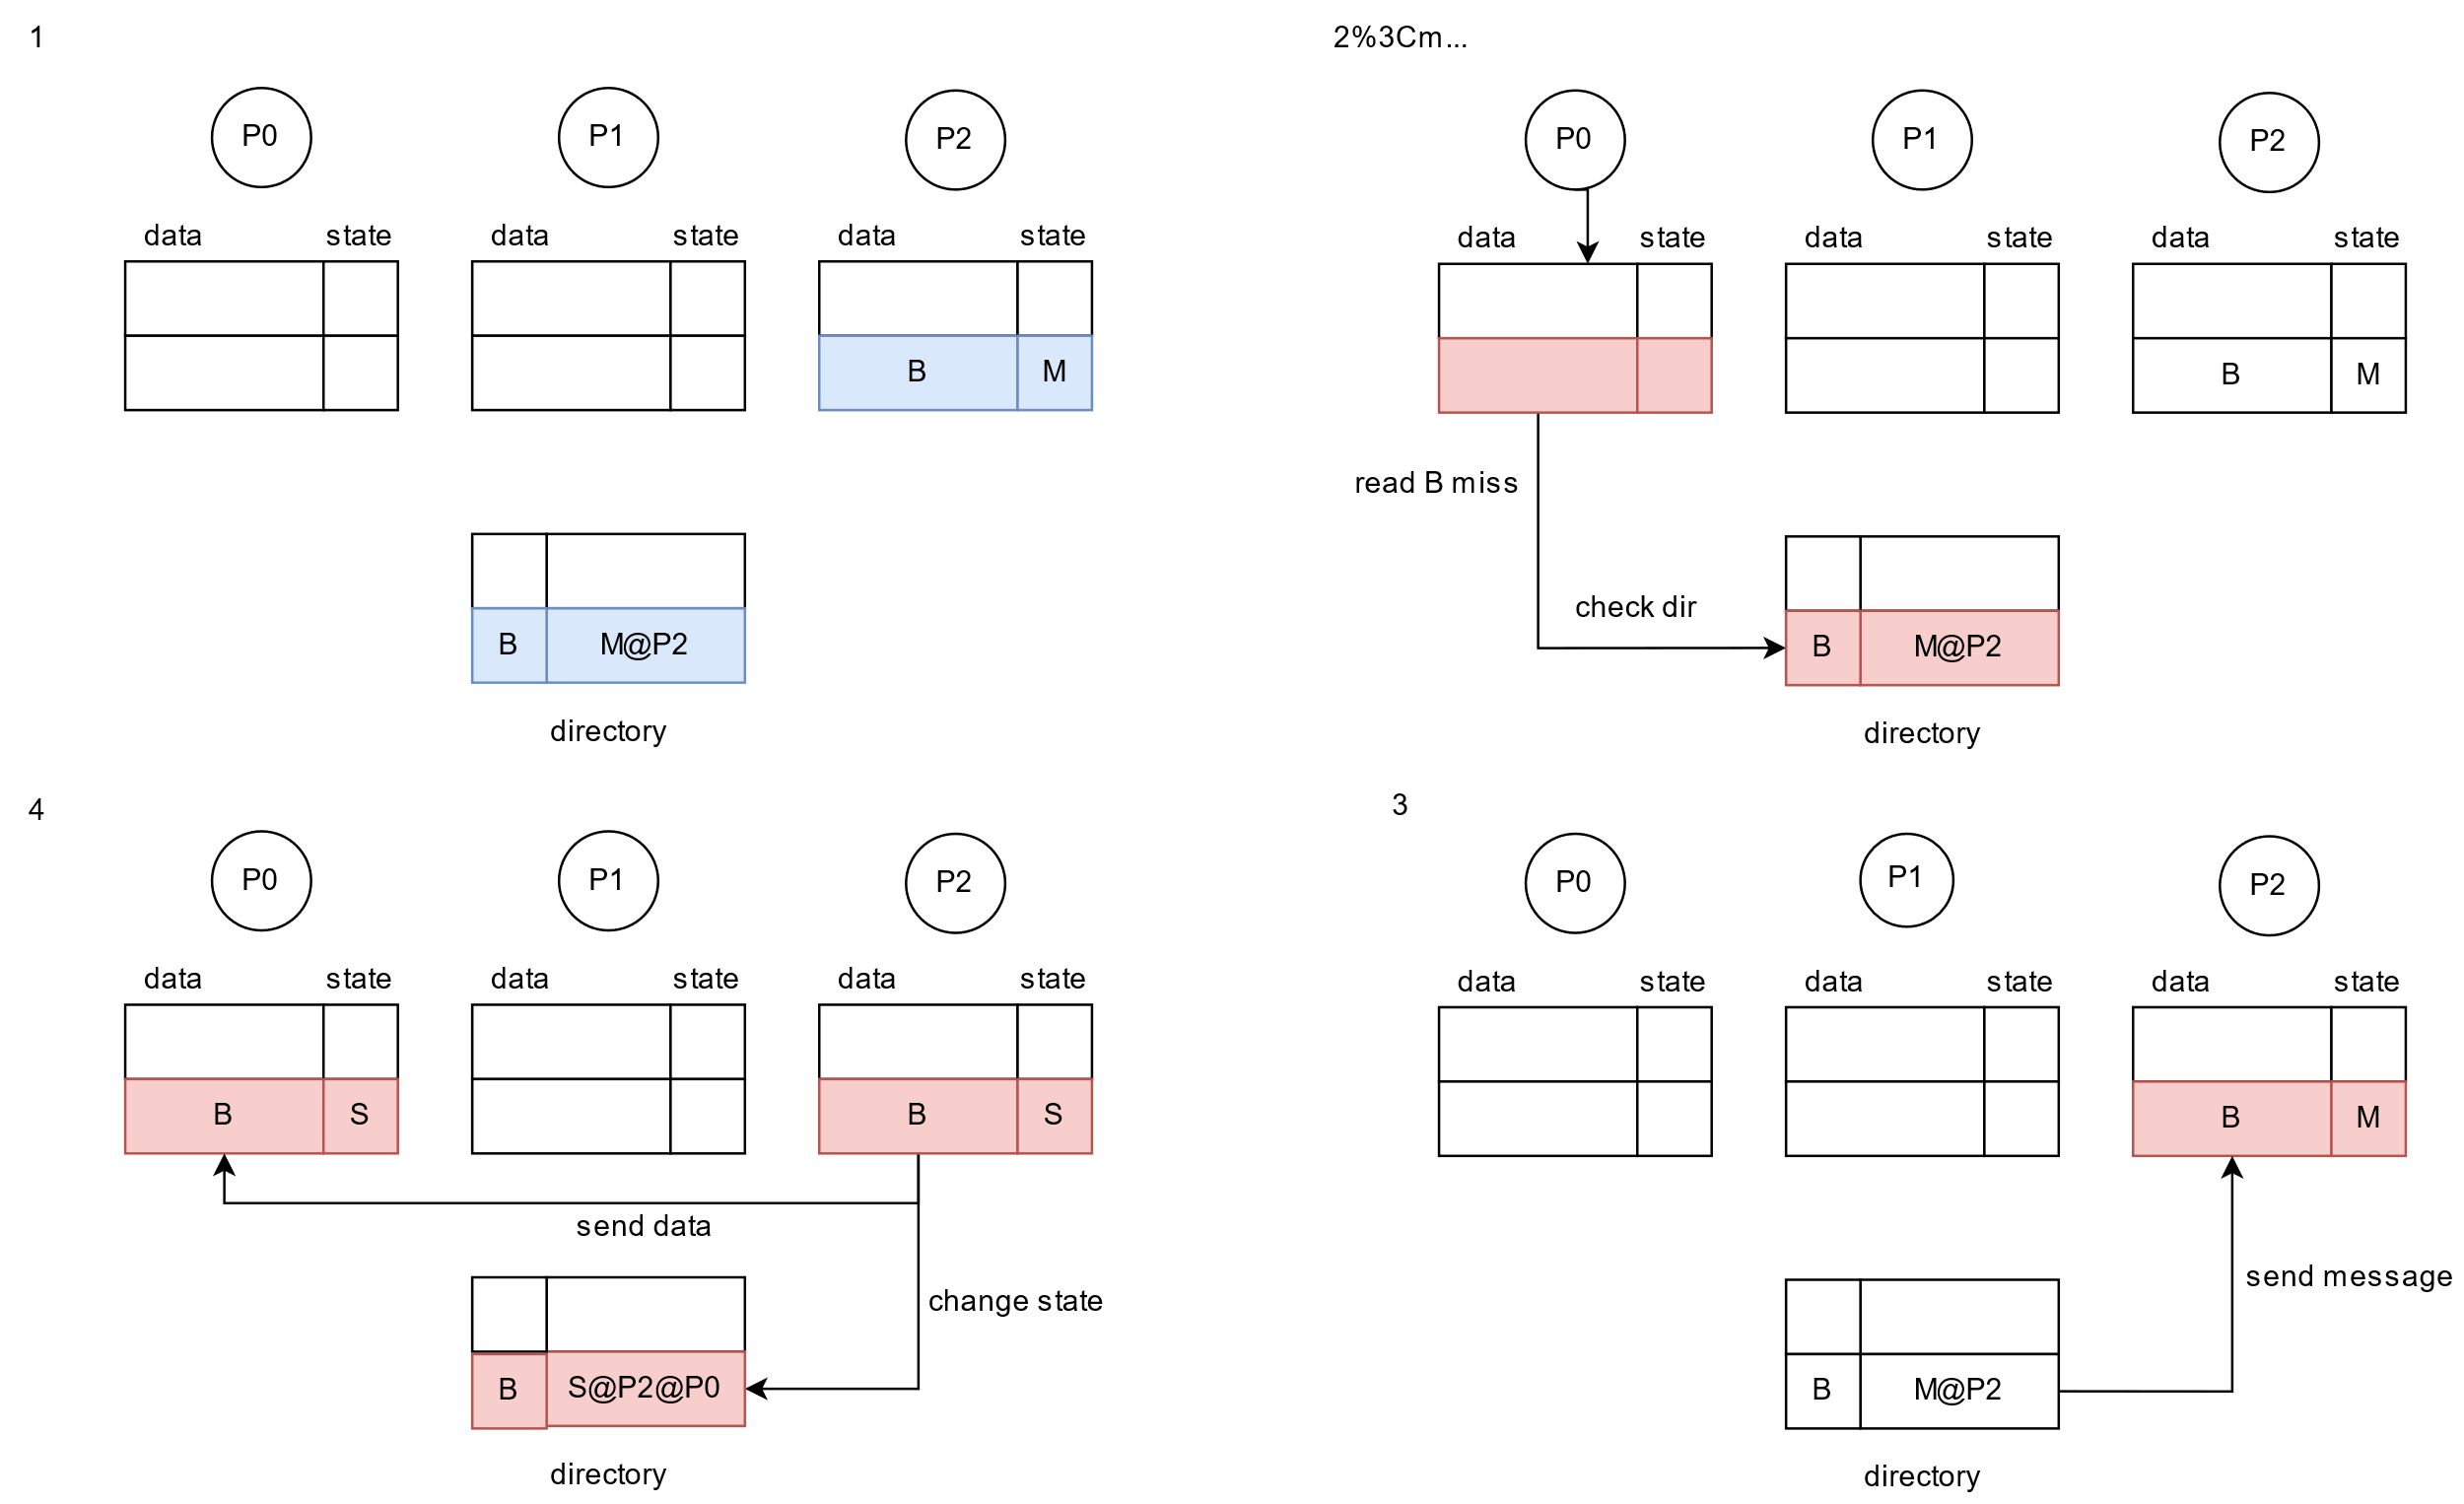 1
P0
P1
P2
data state
data state
data state
B M
B M@P2
directory
2%3Cm...
P0
P1
P2
data state
data state
data state
B M
read B miss
check dir
B M@P2
directory
4
P0
P1
P2
data state
data state
data state
B S
B S
send data
change state
B S@P2@P0
directory
3
P0
P1
P2
data state
data state
data state
B M
send message
B M@P2
directory